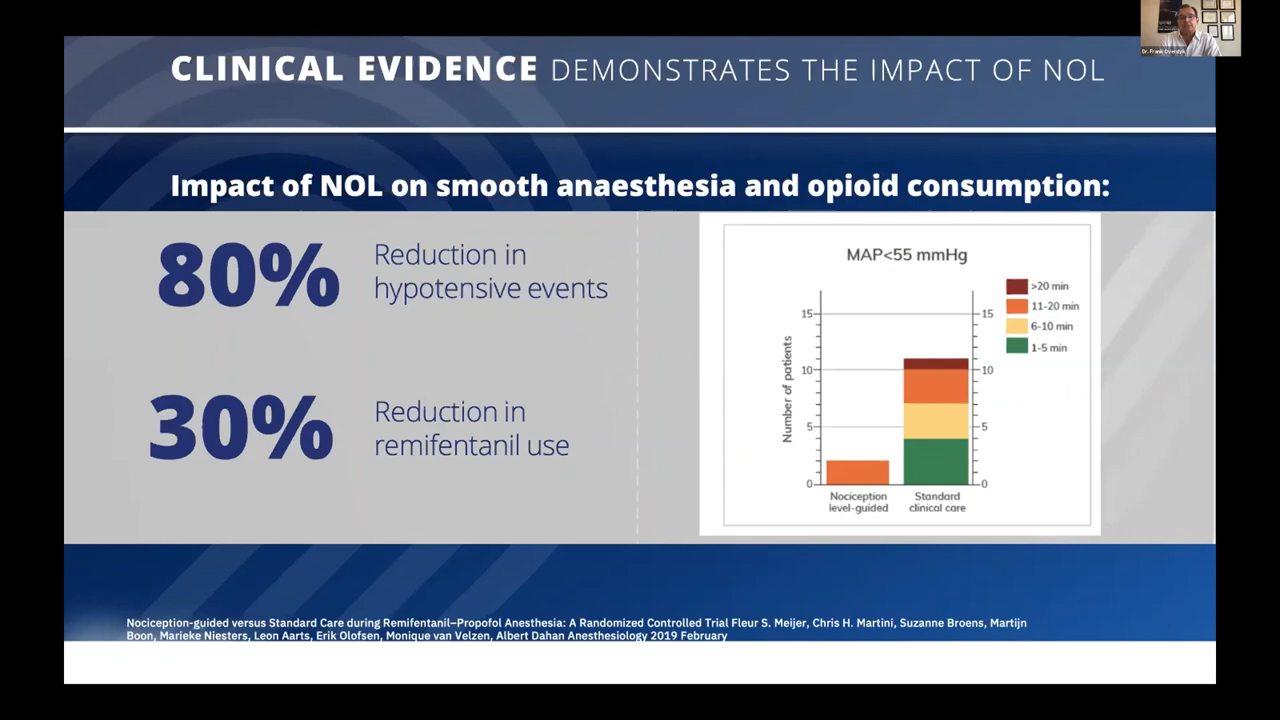 Dr. Frank Overdyk
CLINICAL EVIDENCE DEMONSTRATES THE IMPACT OF NOL
Impact of NOL on smooth anaesthesia and opioid consumption:
80%
Reduction in
hypotensive events
30%
Reduction in
remifentanil use
MAP<55 mmHg
>20 min
11-20 min
6-10 min
1-5 min
Number of patients
15
10
5
0
15
10
5
0
Nociception
level-guided
Standard
clinical care
Nociception-guided versus Standard Care during Remifentanil–Propofol Anesthesia: A Randomized Controlled Trial Fleur S. Meijer, Chris H. Martini, Suzanne Broens, Martijn
Boon, Marieke Niesters, Leon Aarts, Erik Olofsen, Monique van Velzen, Albert Dahan Anesthesiology 2019 February